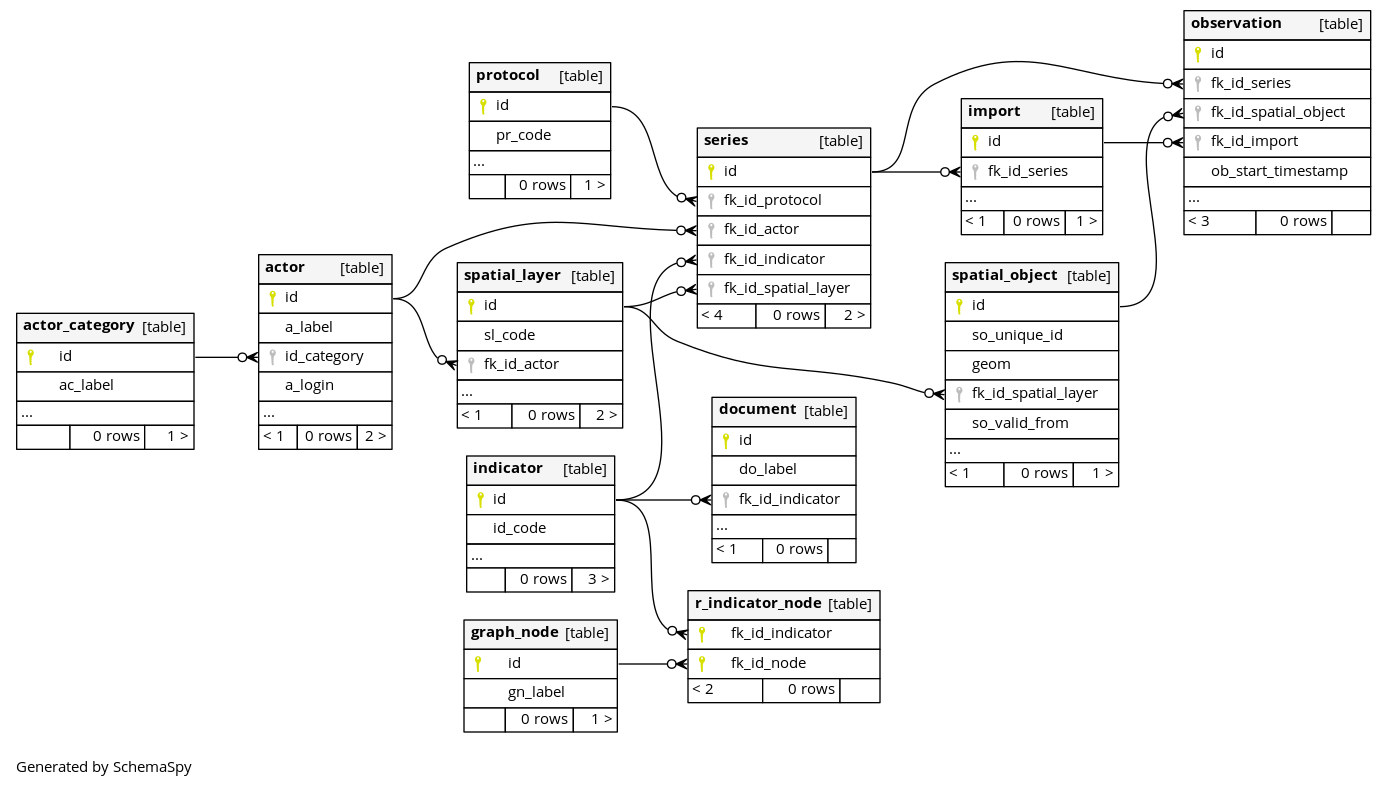 observation [table]
id
fk_id_series
fk_id_spatial_object
fk_id_import
ob_start_timestamp
...
< 3 0 rows
protocol [table]
id
pr_code
...
0 rows 1 >
import [table]
id
fk_id_series
...
< 1 0 rows 1 >
series [table]
id
fk_id_protocol
fk_id_actor
fk_id_indicator
fk_id_spatial_layer
< 4 0 rows 2 >
actor [table]
id
a_label
id_category
a_login
...
< 1 0 rows 2 >
spatial_layer [table]
id
sl_code
fk_id_actor
...
< 1 0 rows 2 >
spatial_object [table]
id
so_unique_id
geom
fk_id_spatial_layer
so_valid_from
...
< 1 0 rows 1 >
actor_category [table]
id
ac_label
...
0 rows 1 >
document [table]
id
do_label
fk_id_indicator
...
< 1 0 rows
indicator [table]
id
id_code
...
0 rows 3 >
r_indicator_node [table]
fk_id_indicator
fk_id_node
< 2 0 rows
graph_node [table]
id
gn_label
0 rows 1 >
Generated by SchemaSpy